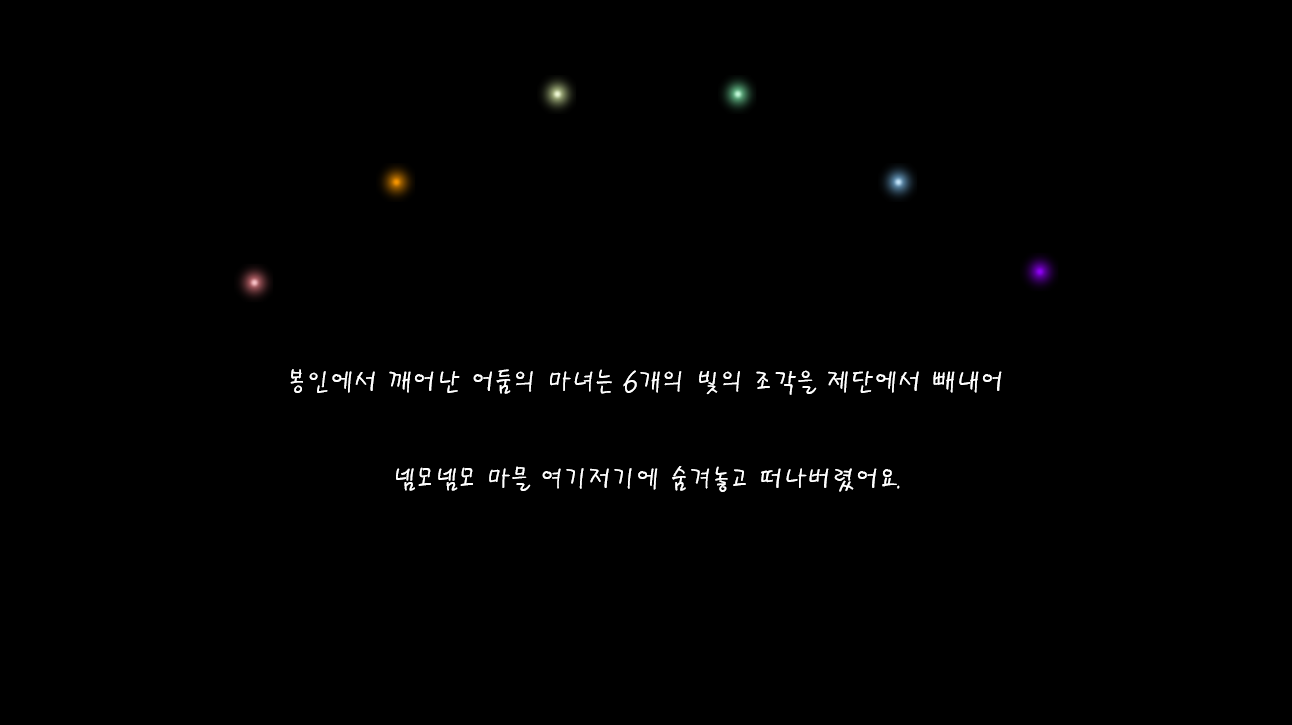 봉인에서 깨어난 어둠의 마녀는 6개의 빛의 조각을 제단에서 빼내어
넴모넴모 마믈 여기저기에 숨겨놓고 떠나버렸어요.